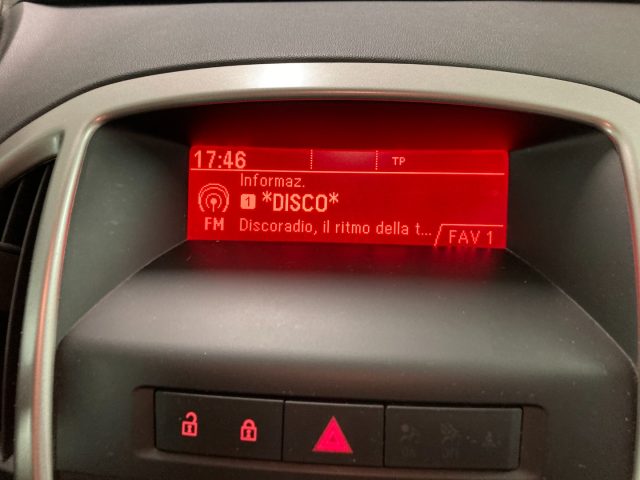 17:46 TP
Informaz.
1 *DISCO*
FM Discoradio, il ritmo della t... FAV 1